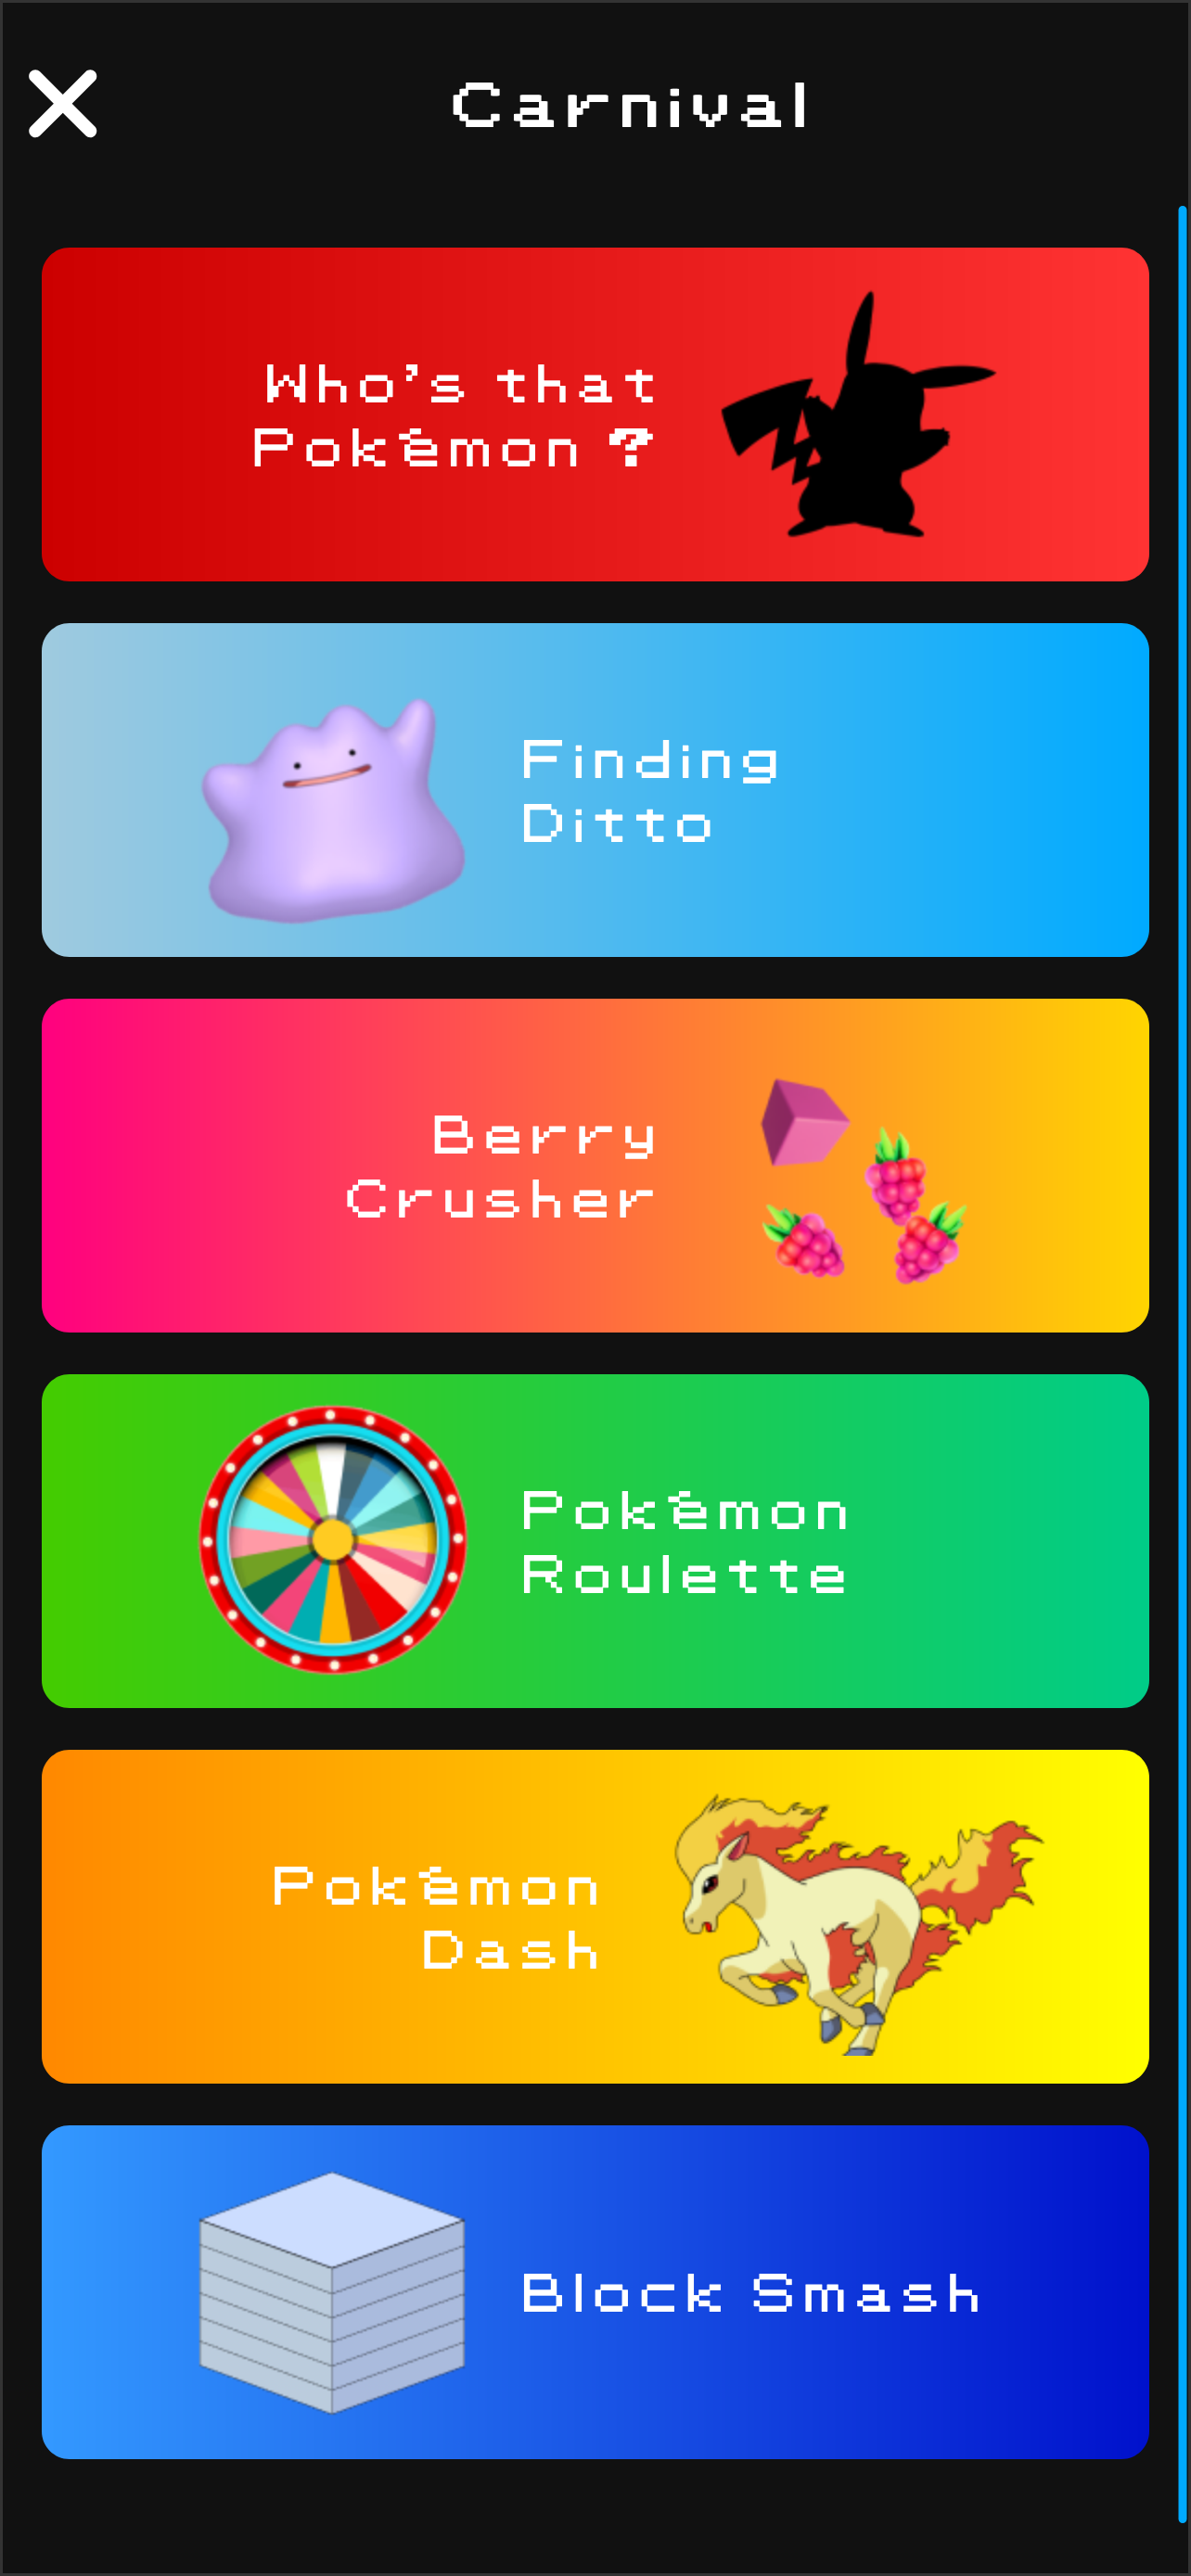 Carnival
Who's that
Pokémon ?
Finding
Ditto
Berry
Crusher
Pokémon
Roulette
Pokémon
Dash
Block Smash